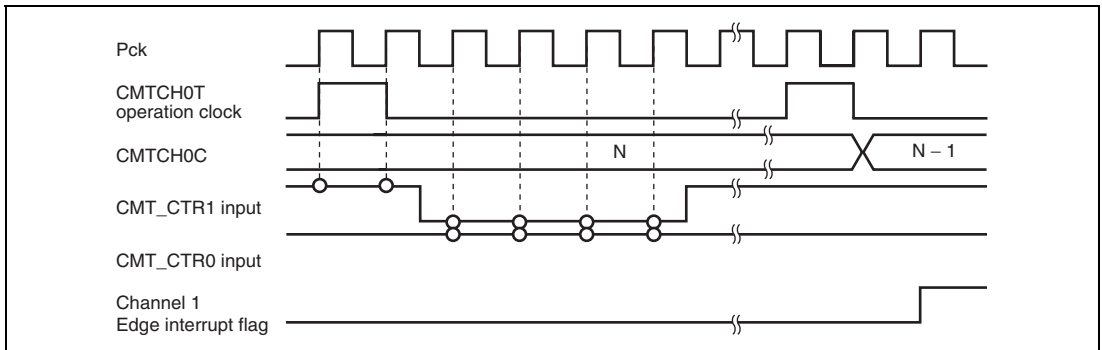 Pck
CMTCH0T
operation clock
CMTCH0C
N
N – 1
CMT_CTR1 input
CMT_CTR0 input
Channel 1
Edge interrupt flag